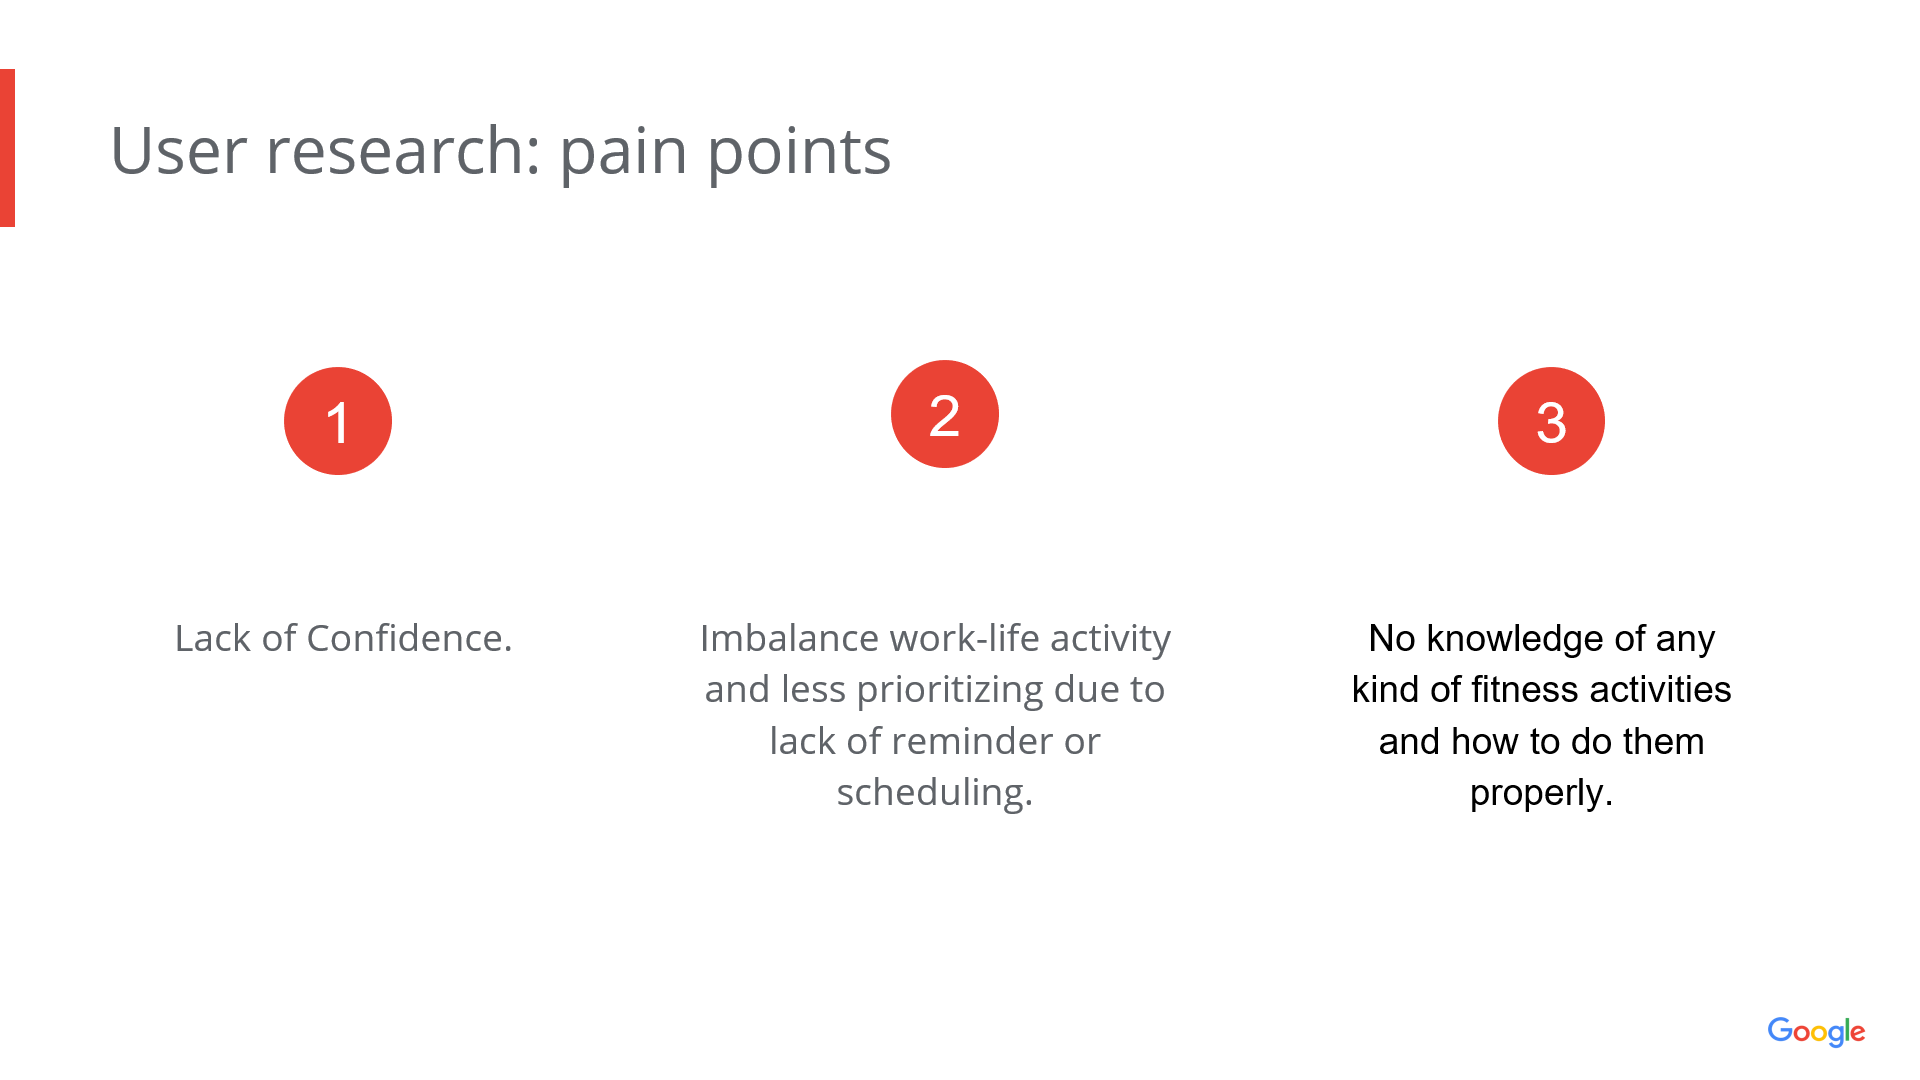 User research: pain points
1
2
3
Lack of Confidence.
Imbalance work-life activity
and less prioritizing due to
lack of reminder or
scheduling.
No knowledge of any
kind of fitness activities
and how to do them
properly.
Google